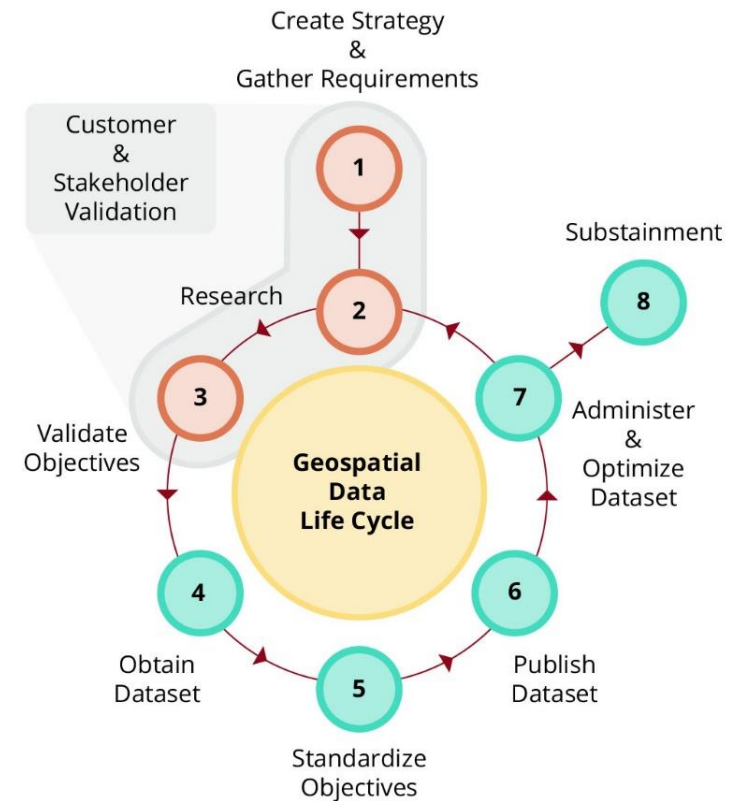 Create Strategy
&
Gather Requirements
Customer
&
Stakeholder
Validation
1
Substainment
8
Research
2
3
7
Validate
Objectives
Administer
&
Optimize
Dataset
Geospatial
Data
Life Cycle
4
6
Obtain
Dataset
5
Publish
Dataset
Standardize
Objectives